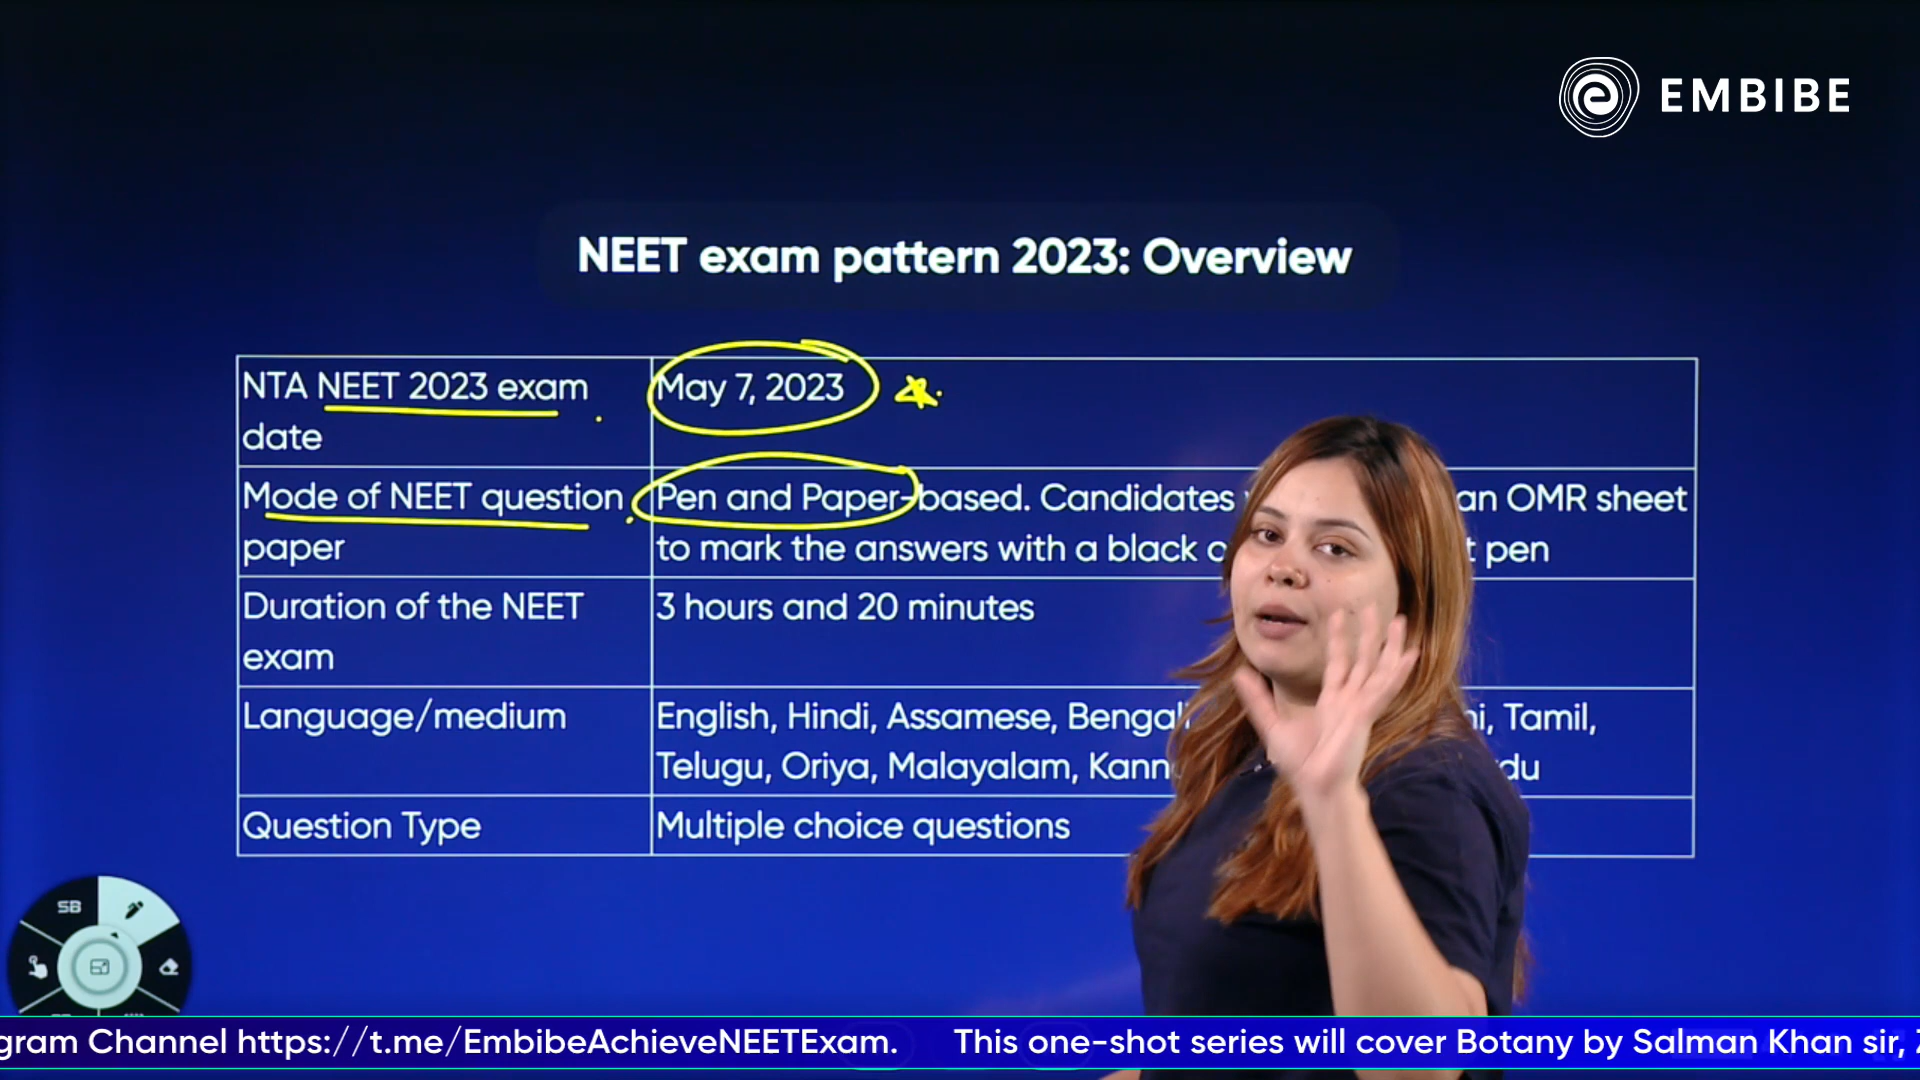 EMBIBE
NEET exam pattern 2023: Overview
NTA NEET 2023 exam
date
May 7, 2023
Mode of NEET question
paper
Pen and Paper-based. Candidates an OMR sheet
to mark the answers with a black pen
Duration of the NEET
exam
3 hours and 20 minutes
Language/medium
English, Hindi, Assamese, Tamil,
Telugu, Oriya, Malayalam,
Question Type
Multiple choice questions
SB
Channel https://t.me/EmbibeAchieveNEETExam. This one-shot series will cover Botany by Salman Khan sir,